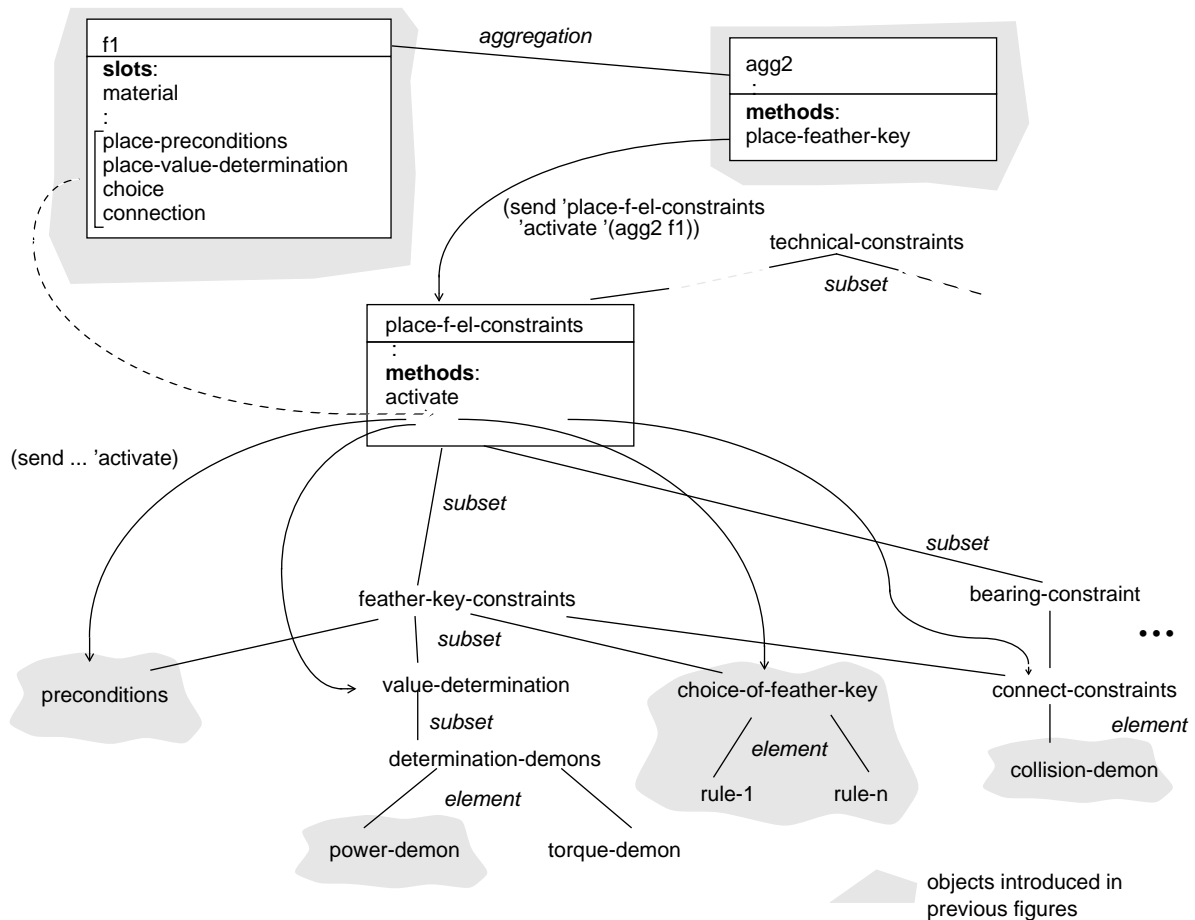 f1
slots:
material
:
place-preconditions
place-value-determination
choice
connection
aggregation
agg2
:
methods:
place-feather-key
(send 'place-f-el-constraints
'activate '(agg2 f1))
technical-constraints
subset
place-f-el-constraints
:
methods:
activate
(send ... 'activate)
subset
subset
feather-key-constraints
bearing-constraint
subset
...
preconditions
value-determination
choice-of-feather-key
connect-constraints
subset
element
element
determination-demons
collision-demon
element
rule-1
rule-n
power-demon
torque-demon
objects introduced in
previous figures